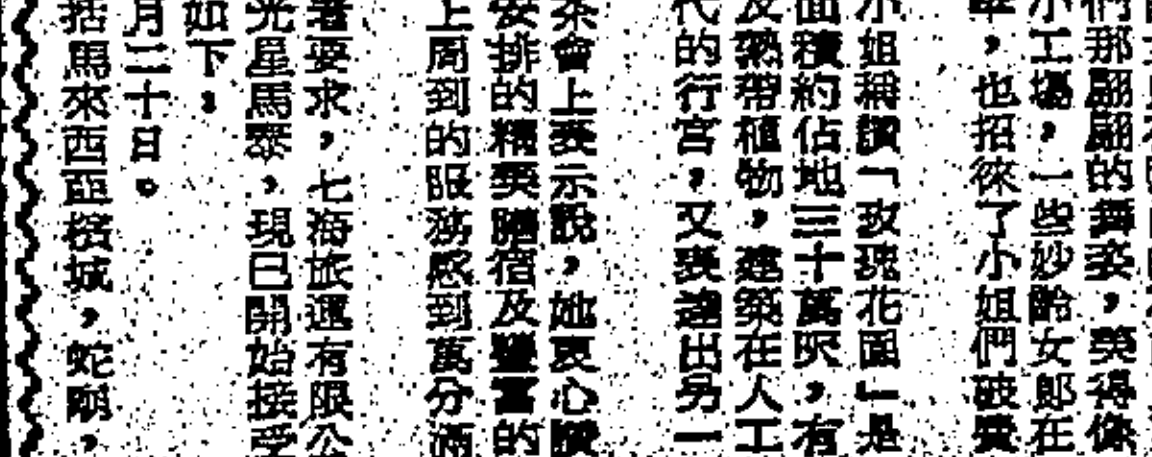 們那翩翩的舞姿,美得像
小工場,一些妙齡女郎在
,也招徠了小姐們破費
小姐稱讚「玫瑰花園」是
面積約佔地三十萬呎,有
及熱帶植物,建築在人工
代的行宮,又表達出另一
茶會上表示說,她衷心讚
安排的精美膳宿及豐富的
上周到的服務感到萬分滿
著要求,七海旅運有限公
光星馬泰,現已開始接受
如下:
月二十日。
括馬來西亞檳城,蛇廟,